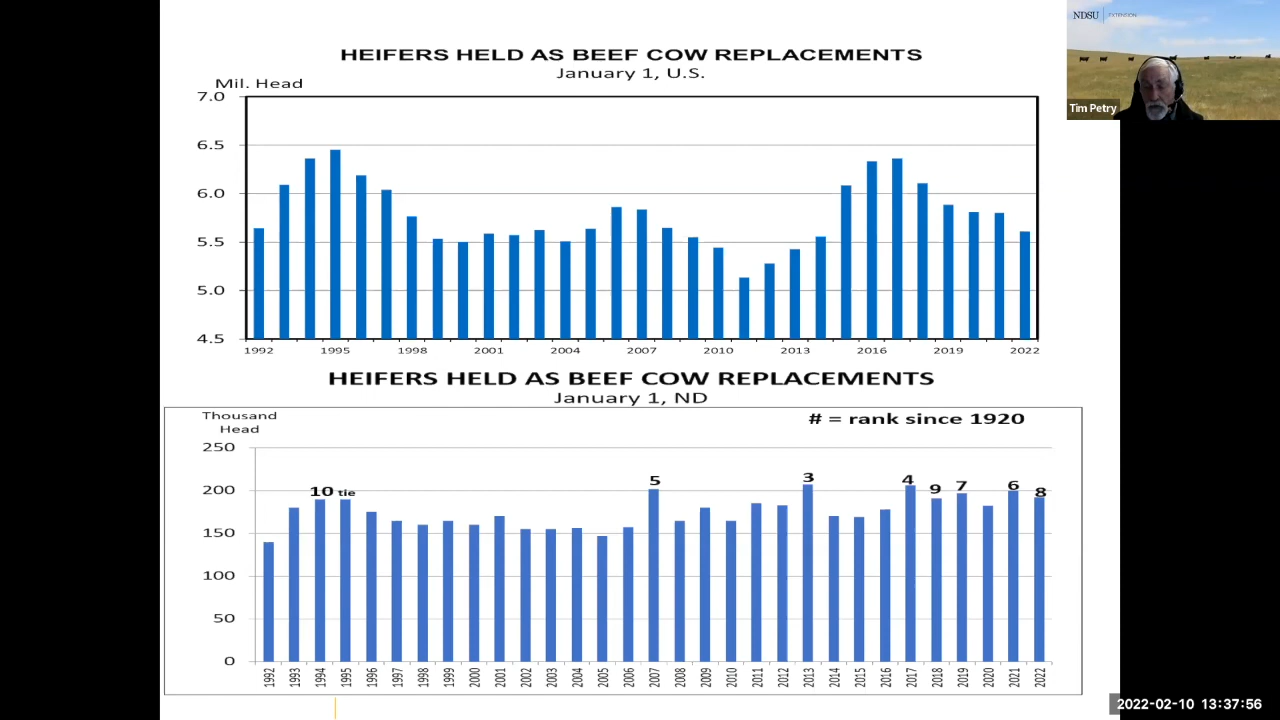 HEIFERS HELD AS BEEF COW REPLACEMENTS
January 1, U.S.
Mil. Head
7.0
6.5
6.0
5.5
5.0
4.5
1992 1995 1998 2001 2004 2007 2010 2013 2016 2019 2022
HEIFERS HELD AS BEEF COW REPLACEMENTS
January 1, ND
Thousand
Head
# = rank since 1920
250
200
150
100
50
0
10 tie 5 3 4 9 7 6 8
1992 1993 1994 1995 1996 1997 1998 1999 2000 2001 2002 2003 2004 2005 2006 2007 2008 2009 2010 2011 2012 2013 2014 2015 2016 2017 2018 2019 2020 2021 2022
NDSU EXTENSION
Tim Petry
2022-02-10 13:37:56